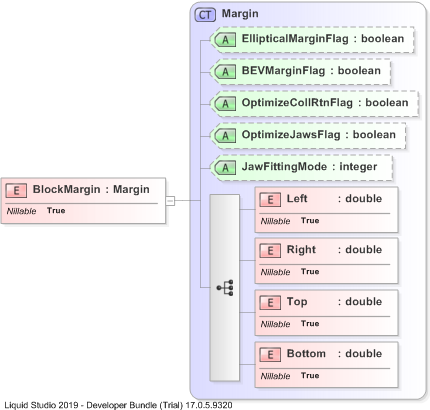 CT Margin
A EllipticalMarginFlag : boolean
A BEVMarginFlag : boolean
A OptimizeCollRtnFlag : boolean
A OptimizeJawsFlag : boolean
A JawFittingMode : integer
E BlockMargin : Margin
Nillable True
E Left : double
Nillable True
E Right : double
Nillable True
E Top : double
Nillable True
E Bottom : double
Nillable True
Liquid Studio 2019 - Developer Bundle (Trial) 17.0.5.9320